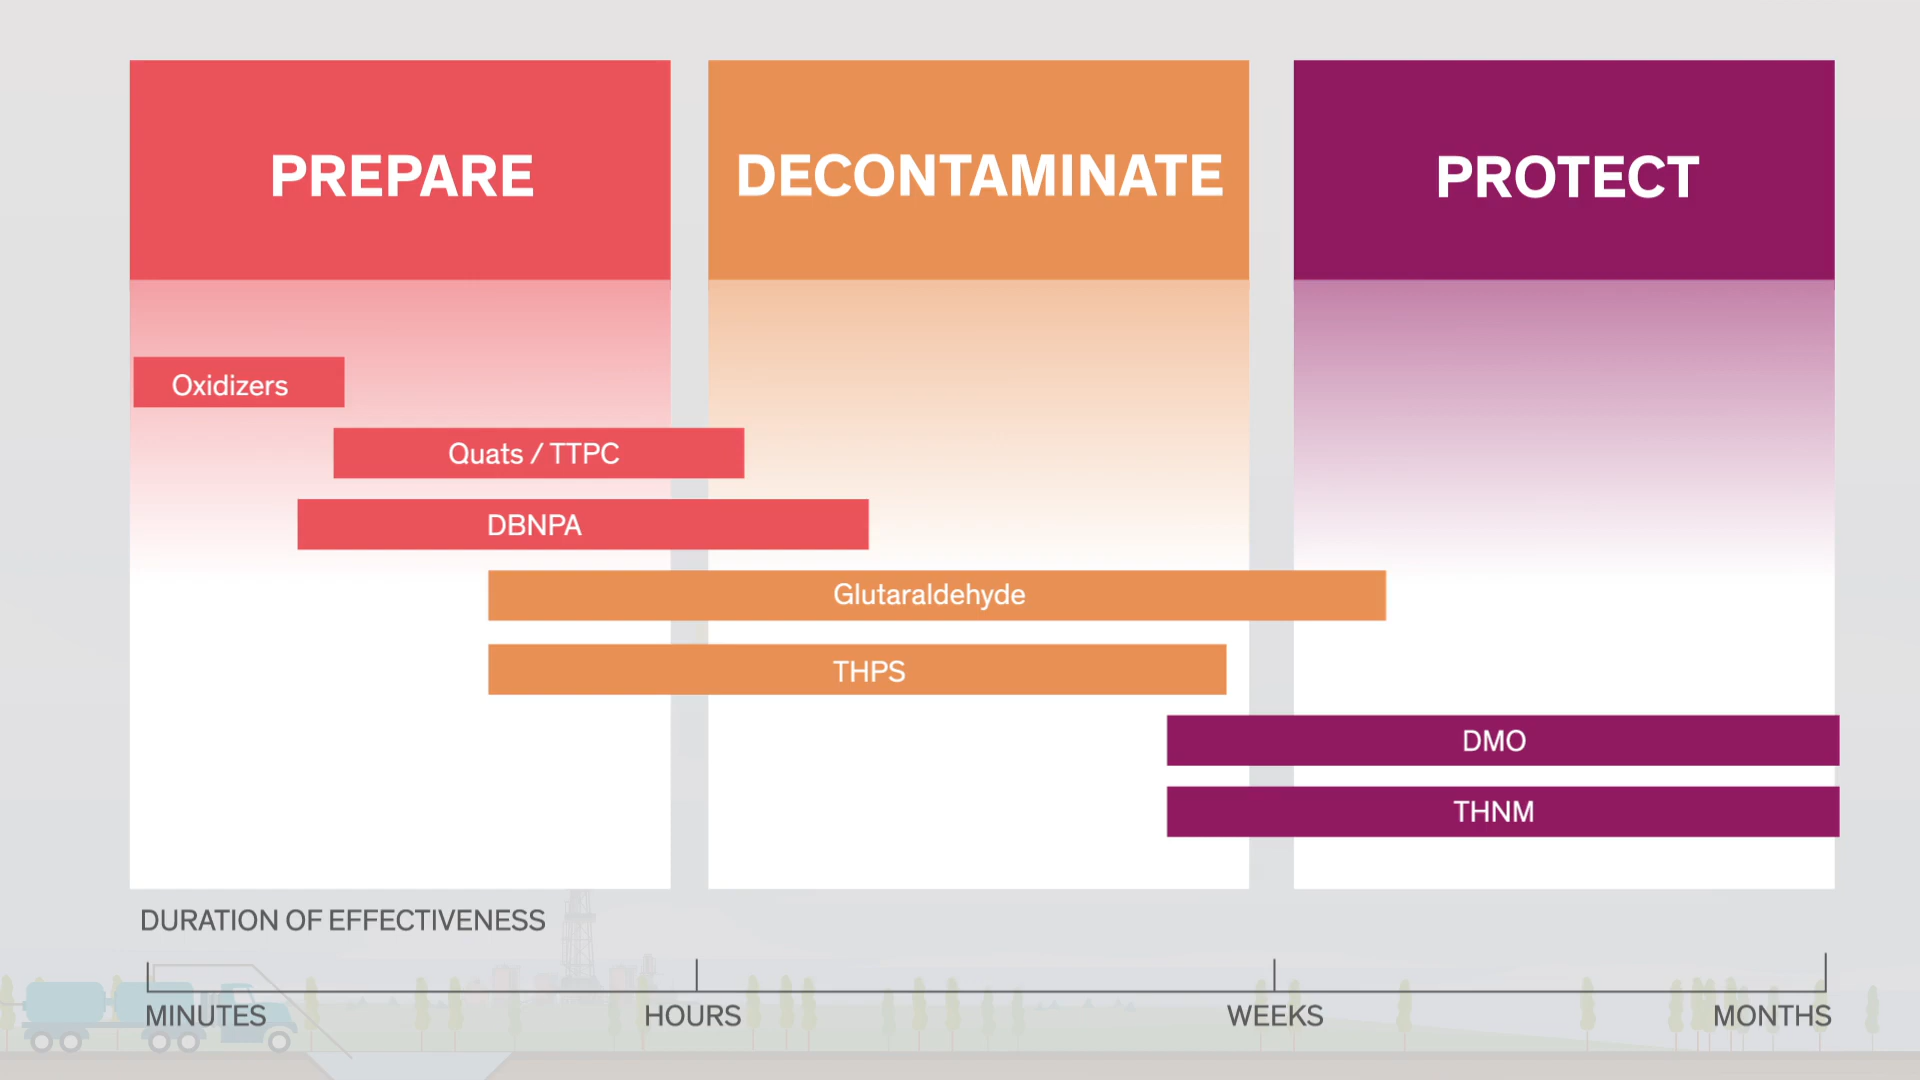 PREPARE
DECONTAMINATE
PROTECT
Oxidizers
Quats / TTPC
DBNPA
Glutaraldehyde
THPS
DMO
THNM
DURATION OF EFFECTIVENESS
MINUTES
HOURS
WEEKS
MONTHS